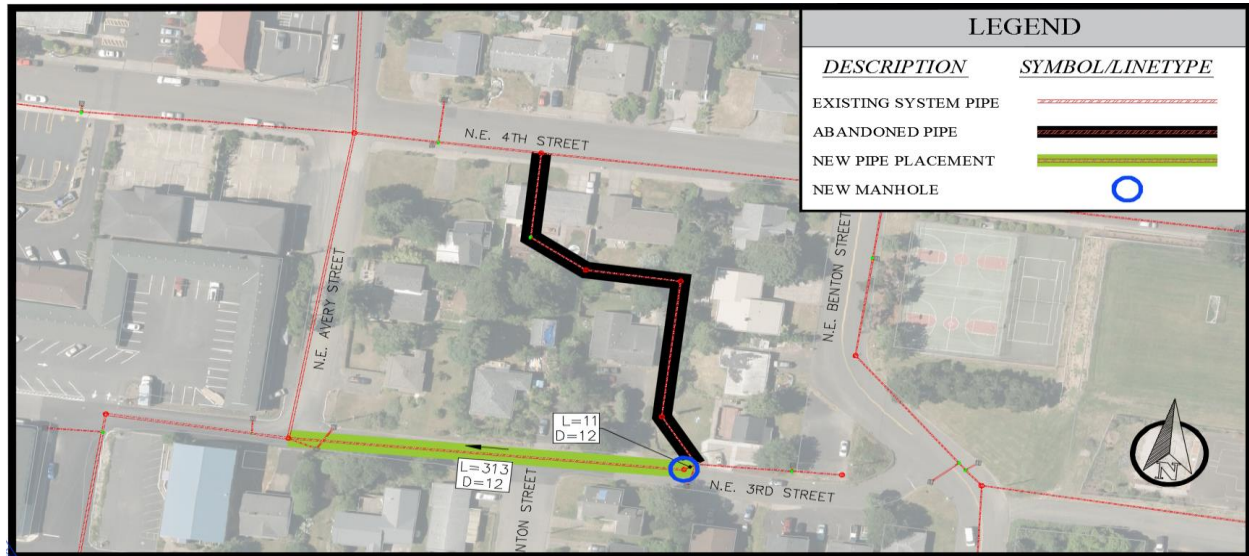 LEGEND
DESCRIPTION SYMBOL/LINETYPE
EXISTING SYSTEM PIPE
ABANDONED PIPE
NEW PIPE PLACEMENT
NEW MANHOLE
N.E. 4TH STREET
N.E. AVERY STREET
N.E. BENTON STREET
L=11
D=12
L=313
D=12
NTON STREET
N.E. 3RD STREET
N